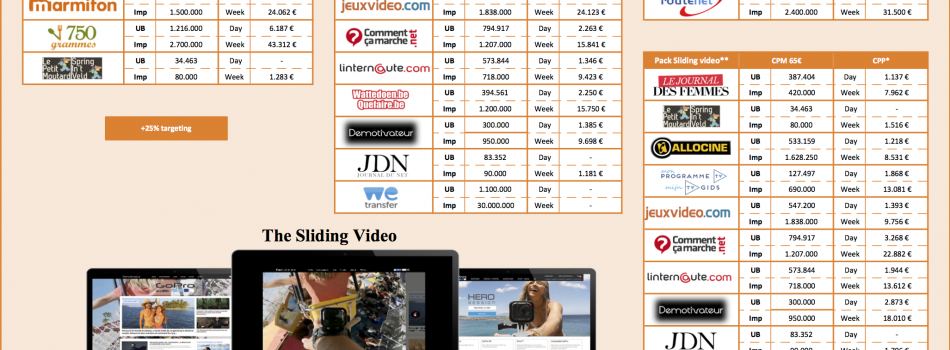 marmiton
Imp 1.500.000 Week 24.062 €
750 grammes UB 1.216.000 Day 6.187 €
Imp 2.700.000 Week 43.312 €
Le Petit Moutard Spring In't Veld UB 34.463 Day -
Imp 80.000 Week 1.283 €
+25% targeting
jeuxvideo.com
Imp 1.838.000 Week 24.123 €
Comment ça marche.net UB 794.917 Day 2.263 €
Imp 1.207.000 Week 15.841 €
linternaute.com UB 573.844 Day 1.346 €
Imp 718.000 Week 9.423 €
Wattedoen.be Quefaire.be UB 394.561 Day 2.250 €
Imp 1.200.000 Week 15.750 €
Demotivateur UB 300.000 Day 1.385 €
Imp 950.000 Week 9.698 €
JDN JOURNAL DU NET UB 83.352 Day -
Imp 90.000 Week 1.181 €
we transfer UB 1.100.000 Day -
Imp 30.000.000 Week -
routenet
Imp 2.400.000 Week 31.500 €
Pack Sliding video** CPM 65€ CPP*
LE JOURNAL DES FEMMES UB 387.404 Day 1.137 €
Imp 420.000 Week 7.962 €
Le Petit Moutard Spring In't Veld UB 34.463 Day -
Imp 80.000 Week 1.516 €
ALLOCINE UB 533.159 Day 1.218 €
Imp 1.628.250 Week 8.531 €
mon PROGRAMME TV mijn TV GIDS UB 127.497 Day 1.868 €
Imp 690.000 Week 13.081 €
jeuxvideo.com UB 547.200 Day 1.393 €
Imp 1.838.000 Week 9.756 €
Comment ça marche.net UB 794.917 Day 3.268 €
Imp 1.207.000 Week 22.882 €
linternaute.com UB 573.844 Day 1.944 €
Imp 718.000 Week 13.612 €
Demotivateur UB 300.000 Day 2.873 €
Imp 950.000 Week 18.010 €
JDN UB 83.352 Day -
The Sliding Video
GoPro
HERO
SESSION